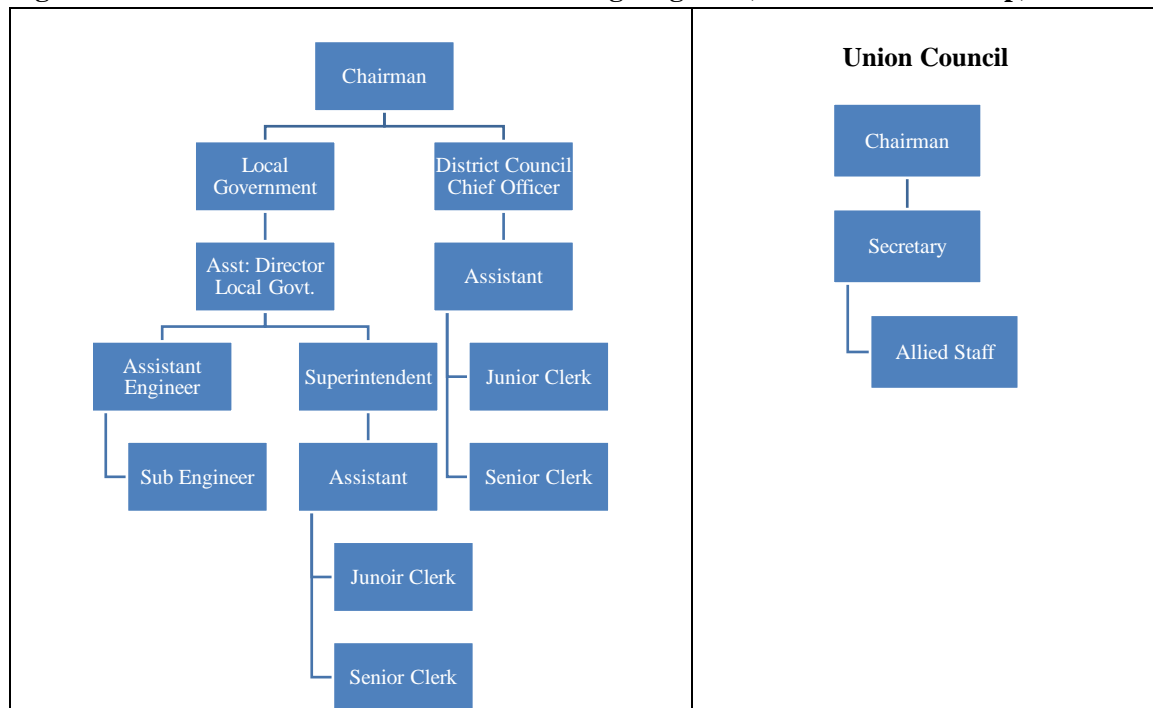 Chairman
Local
Government
District Council
Chief Officer
Asst: Director
Local Govt.
Assistant
Assistant
Engineer
Superintendent
Junior Clerk
Sub Engineer
Assistant
Senior Clerk
Junoir Clerk
Senior Clerk
Union Council
Chairman
Secretary
Allied Staff